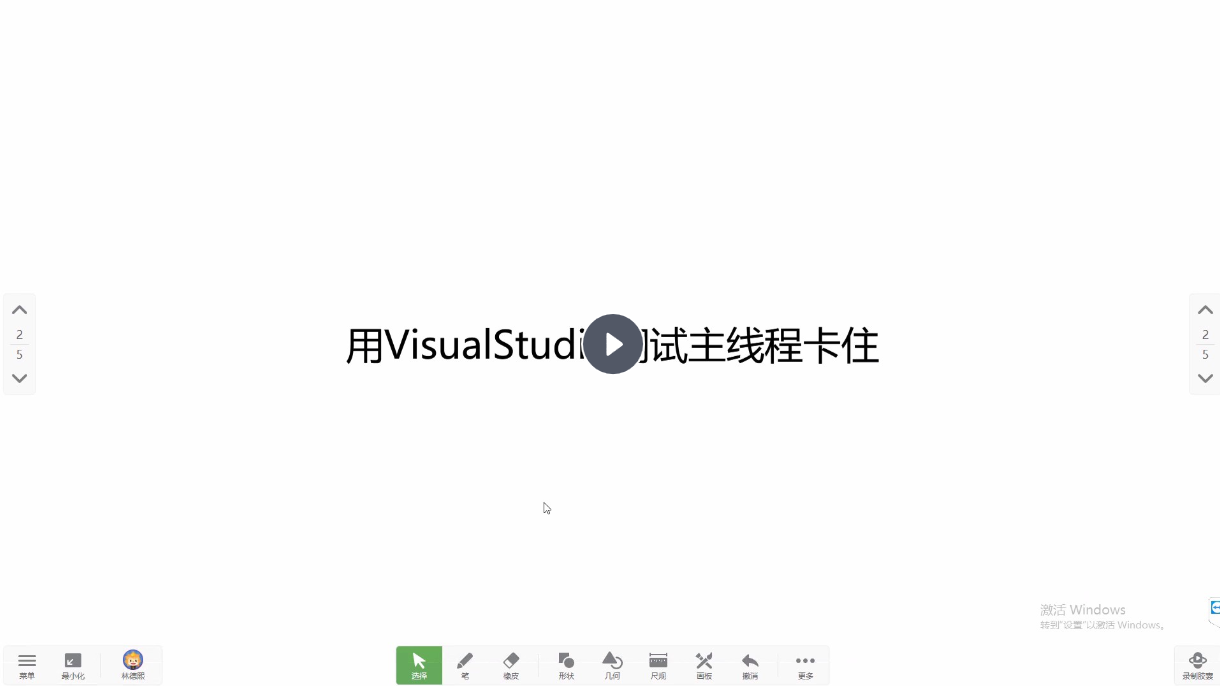 用VisualStudi 试主线程卡住
2
5
2
5
激活 Windows
转到"设置"以激活 Windows。
菜单
最小化
林德熙
选择
笔
橡皮
形状
几何
尺规
画板
撤消
更多
录制胶囊